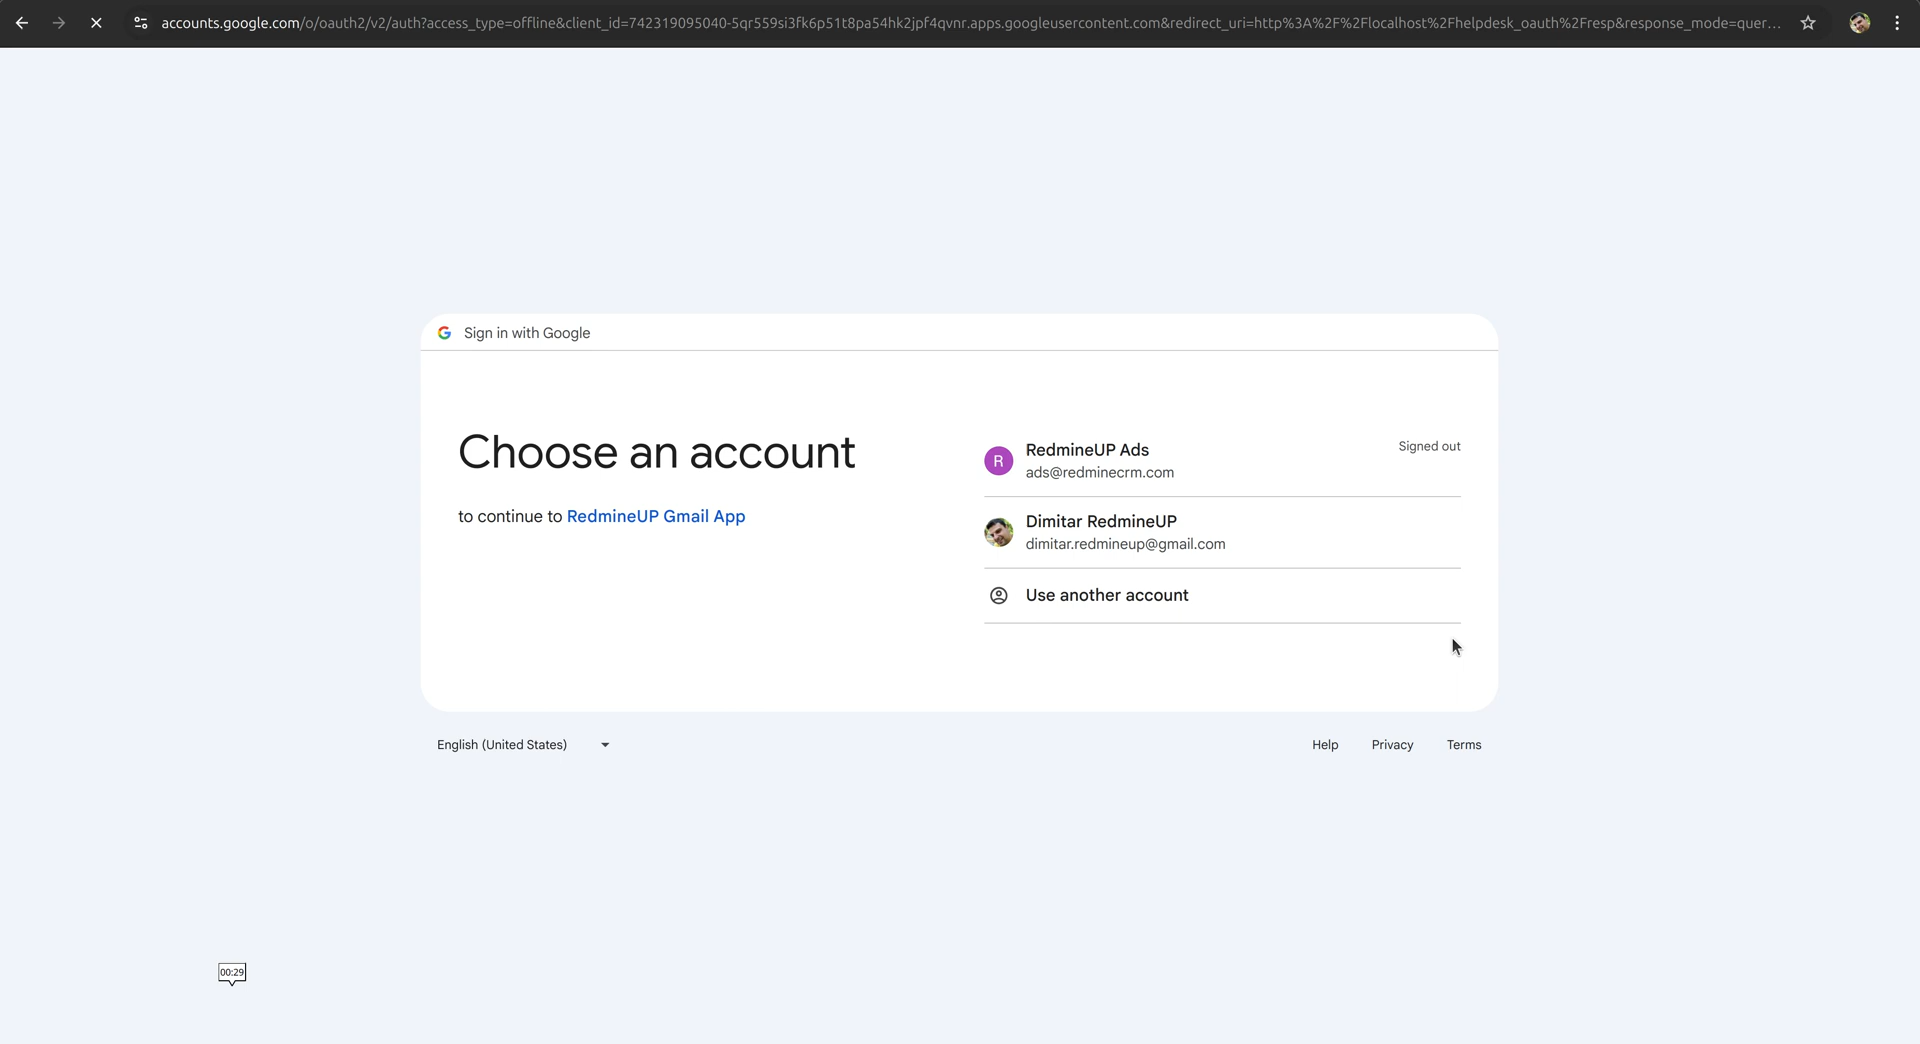 accounts.google.com/o/oauth2/v2/auth?access_type=offline&client_id=742319095040-5qr559si3fk6p51t8pa54hk2jpf4qvnr.apps.googleusercontent.com&redirect_uri=http%3A%2F%2Flocalhost%2Fhelpdesk_oauth%2Fresp&response_mode=quer...
Sign in with Google
Choose an account
to continue to RedmineUP Gmail App
R
RedmineUP Ads
Signed out
ads@redminecrm.com
Dimitar RedmineUP
dimitar.redmineup@gmail.com
Use another account
English (United States)
Help
Privacy
Terms
00:29